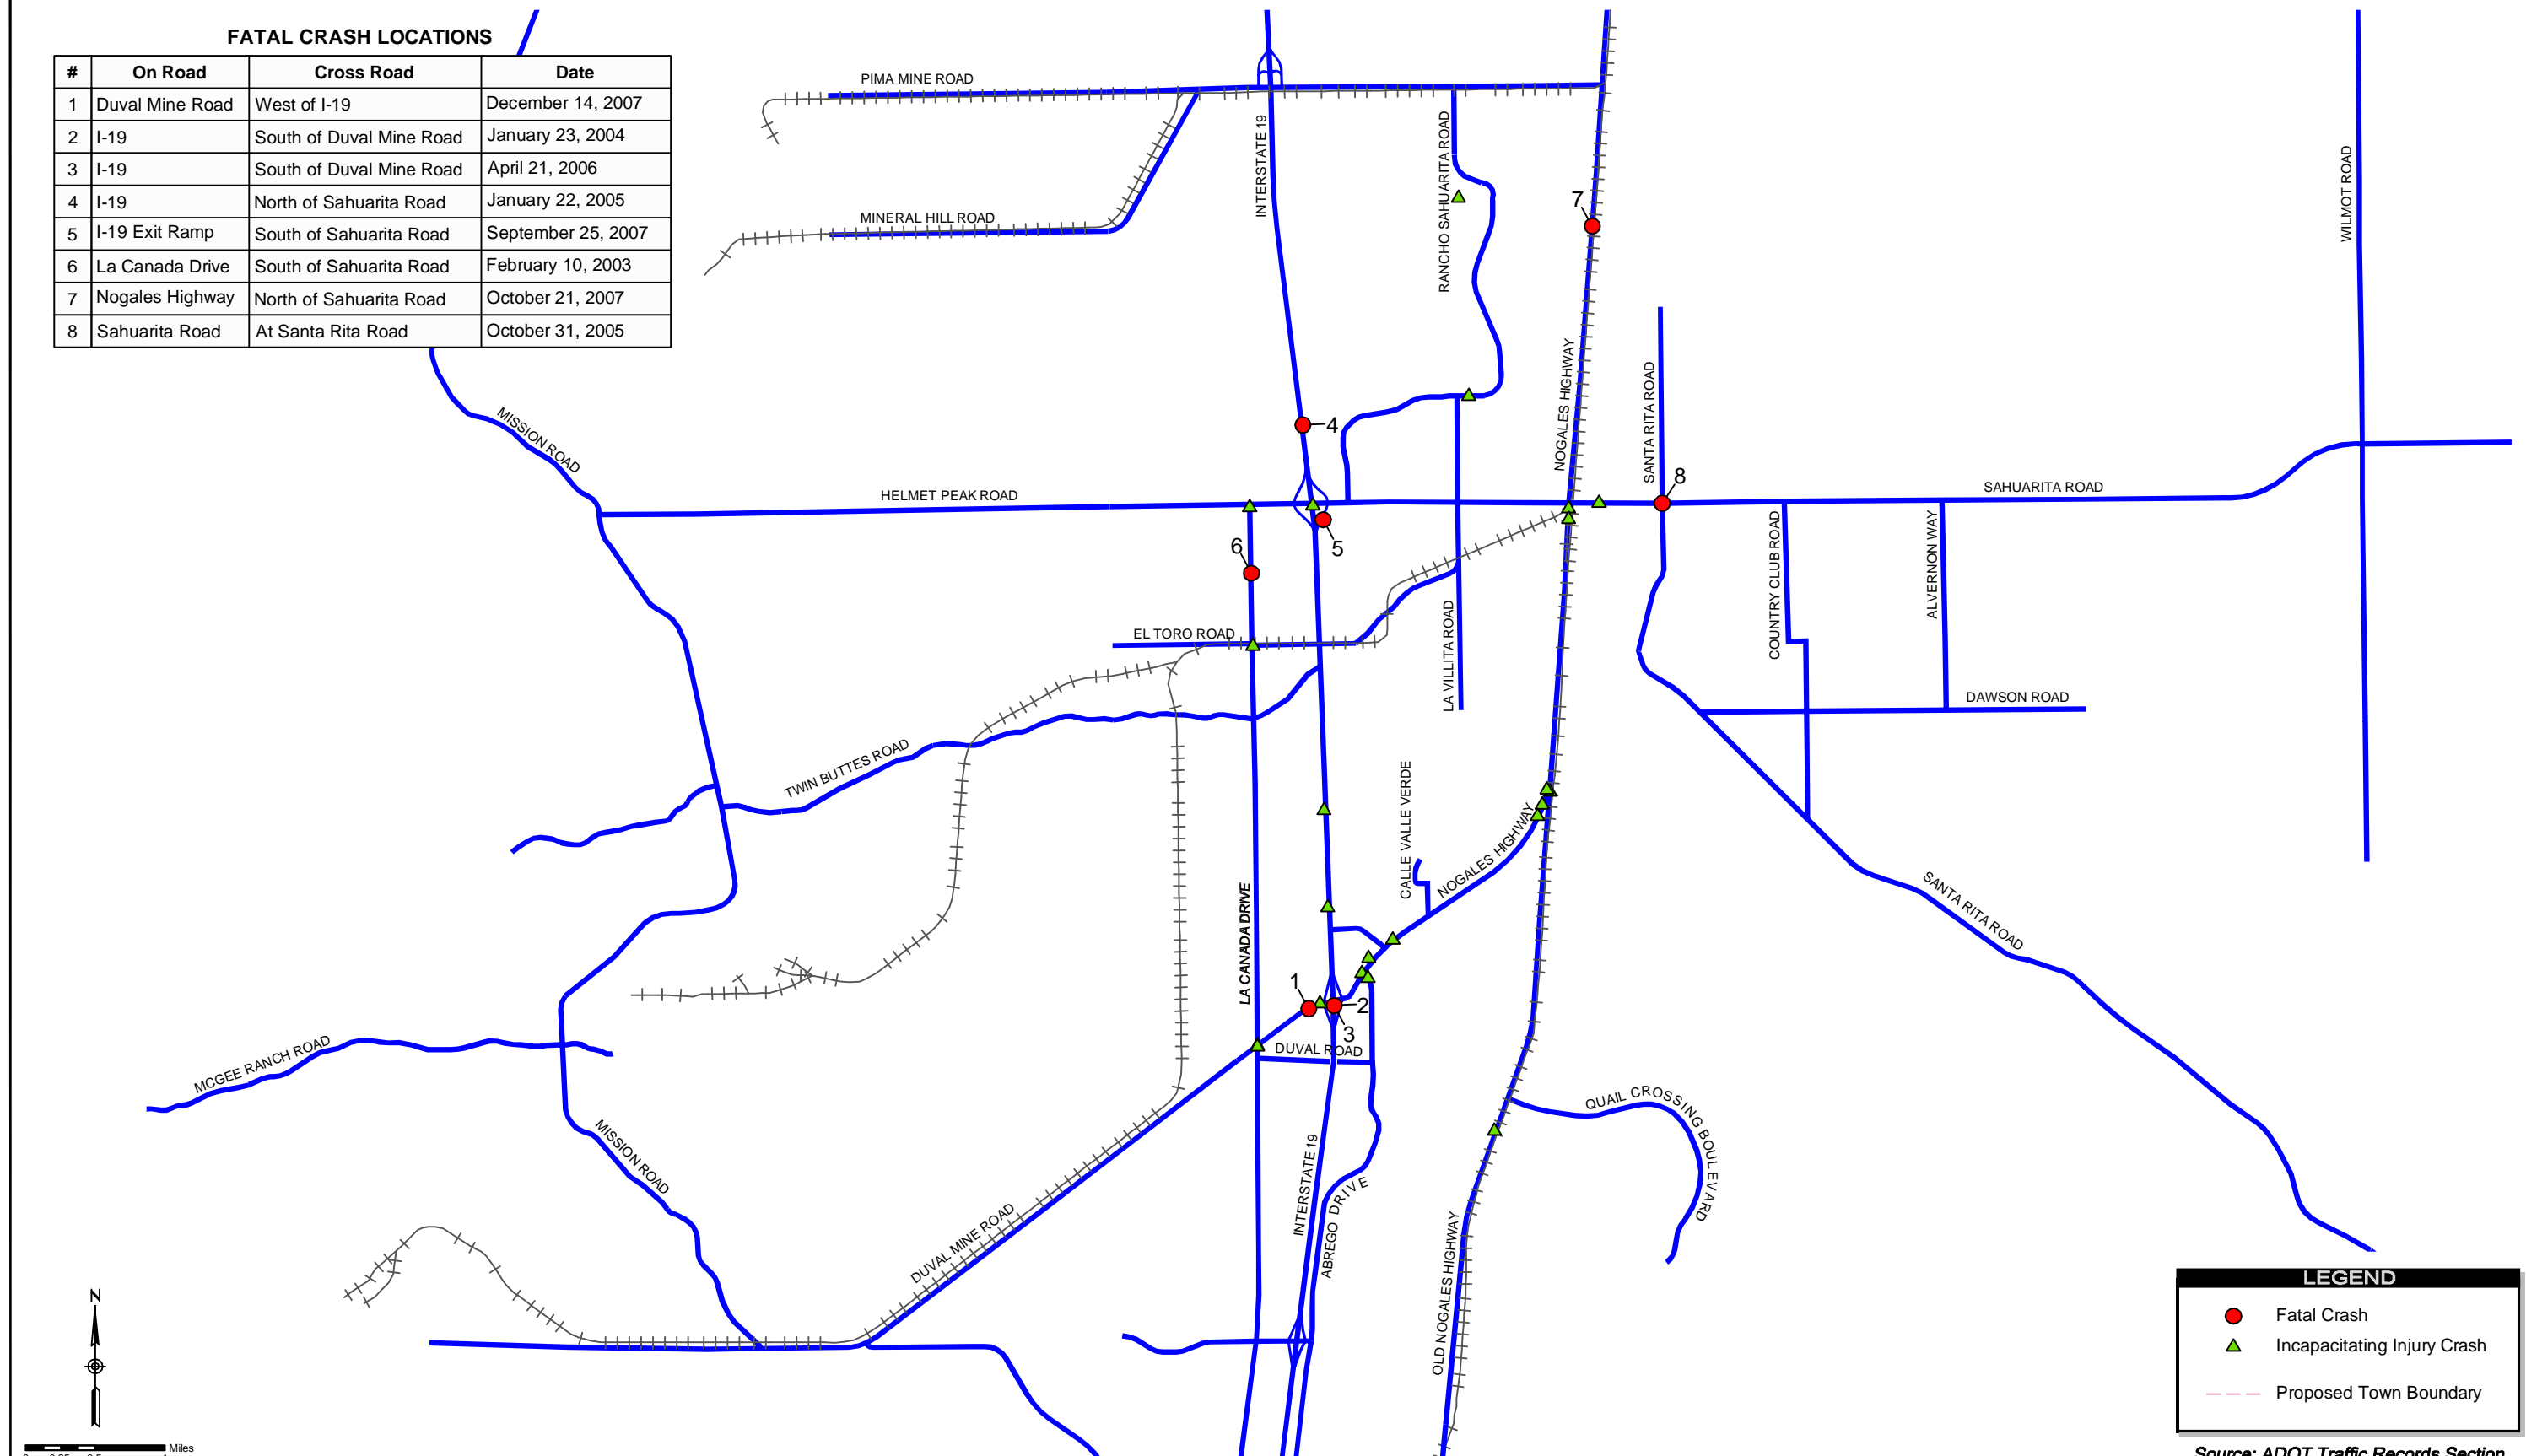 FATAL CRASH LOCATIONS
# On Road Cross Road Date
1 Duval Mine Road West of I-19 December 14, 2007
2 I-19 South of Duval Mine Road January 23, 2004
3 I-19 South of Duval Mine Road April 21, 2006
4 I-19 North of Sahuarita Road January 22, 2005
5 I-19 Exit Ramp South of Sahuarita Road September 25, 2007
6 La Canada Drive South of Sahuarita Road February 10, 2003
7 Nogales Highway North of Sahuarita Road October 21, 2007
8 Sahuarita Road At Santa Rita Road October 31, 2005
PIMA MINE ROAD
INTERSTATE 19
RANCHO SAHUARITA ROAD
WILMOT ROAD
7
MINERAL HILL ROAD
NOGALES HIGHWAY
SANTA RITA ROAD
MISSION ROAD
4
8
HELMET PEAK ROAD
SAHUARITA ROAD
5
6
COUNTRY CLUB ROAD
ALVERNON WAY
EL TORO ROAD
LA VILLITA ROAD
DAWSON ROAD
TWIN BUTTES ROAD
CALLE VALLE VERDE
NOGALES HIGHWAY
LA CANADA DRIVE
SANTA RITA ROAD
1
2
3
DUVAL ROAD
MCGEE RANCH ROAD
QUAIL CROSSING BOULEVARD
MISSION ROAD
INTERSTATE 19
ABREGO DRIVE
DUVAL MINE ROAD
OLD NOGALES HIGHWAY
N
Miles
LEGEND
Fatal Crash
Incapacitating Injury Crash
Proposed Town Boundary
Source: ADOT Traffic Records Section